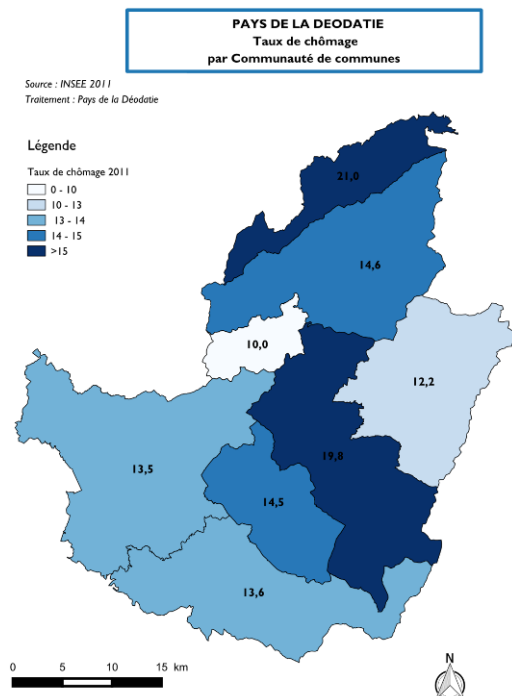 PAYS DE LA DEODATIE
Taux de chômage
par Communauté de communes
Source : INSEE 2011
Traitement : Pays de la Déodatie
Légende
Taux de chômage 2011
0 - 10
10 - 13
13 - 14
14 - 15
>15
21,0
14,6
10,0
12,2
13,5
19,8
14,5
13,6
0 5 10 15 km
N